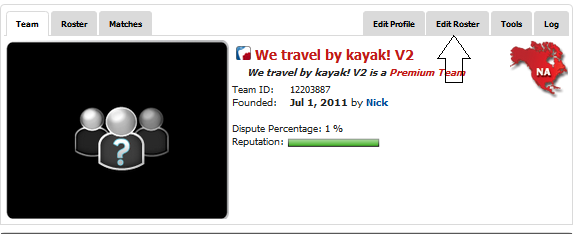 Team Roster Matches Edit Profile Edit Roster Tools Log
We travel by kayak! V2
We travel by kayak! V2 is a Premium Team
NA
Team ID: 12203887
Founded: Jul 1, 2011 by Nick
Dispute Percentage: 1 %
Reputation:
?